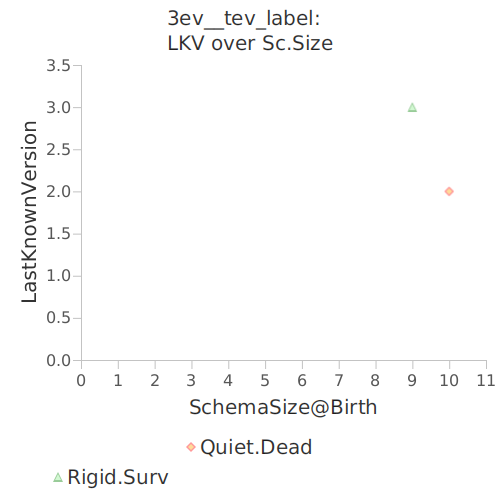 3ev__tev_label:
LKV over Sc.Size
LastKnownVersion
3.5
3.0
2.5
2.0
1.5
1.0
0.5
0.0
0 1 2 3 4 5 6 7 8 9 10 11
SchemaSize@Birth
Quiet.Dead
Rigid.Surv